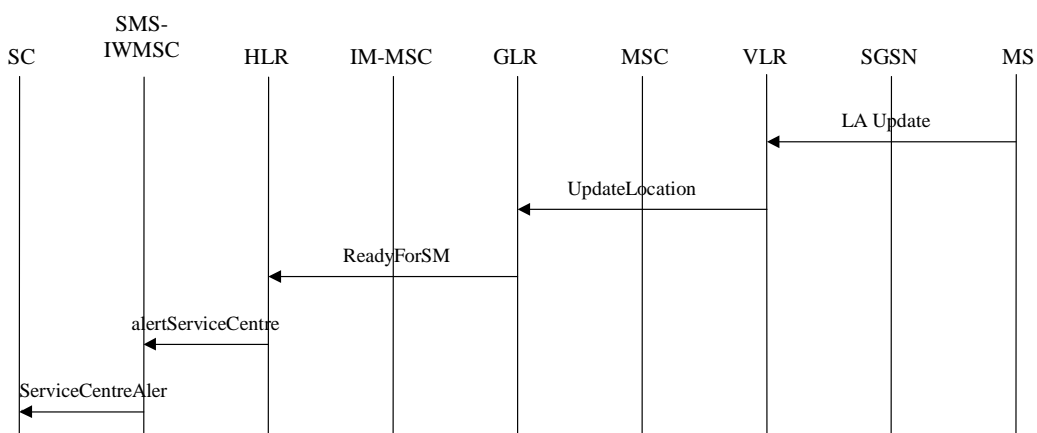 SMS-
IWMSC
SC
HLR
IM-MSC
GLR
MSC
VLR
SGSN
MS
LA Update
UpdateLocation
ReadyForSM
alertServiceCentre
ServiceCentreAler